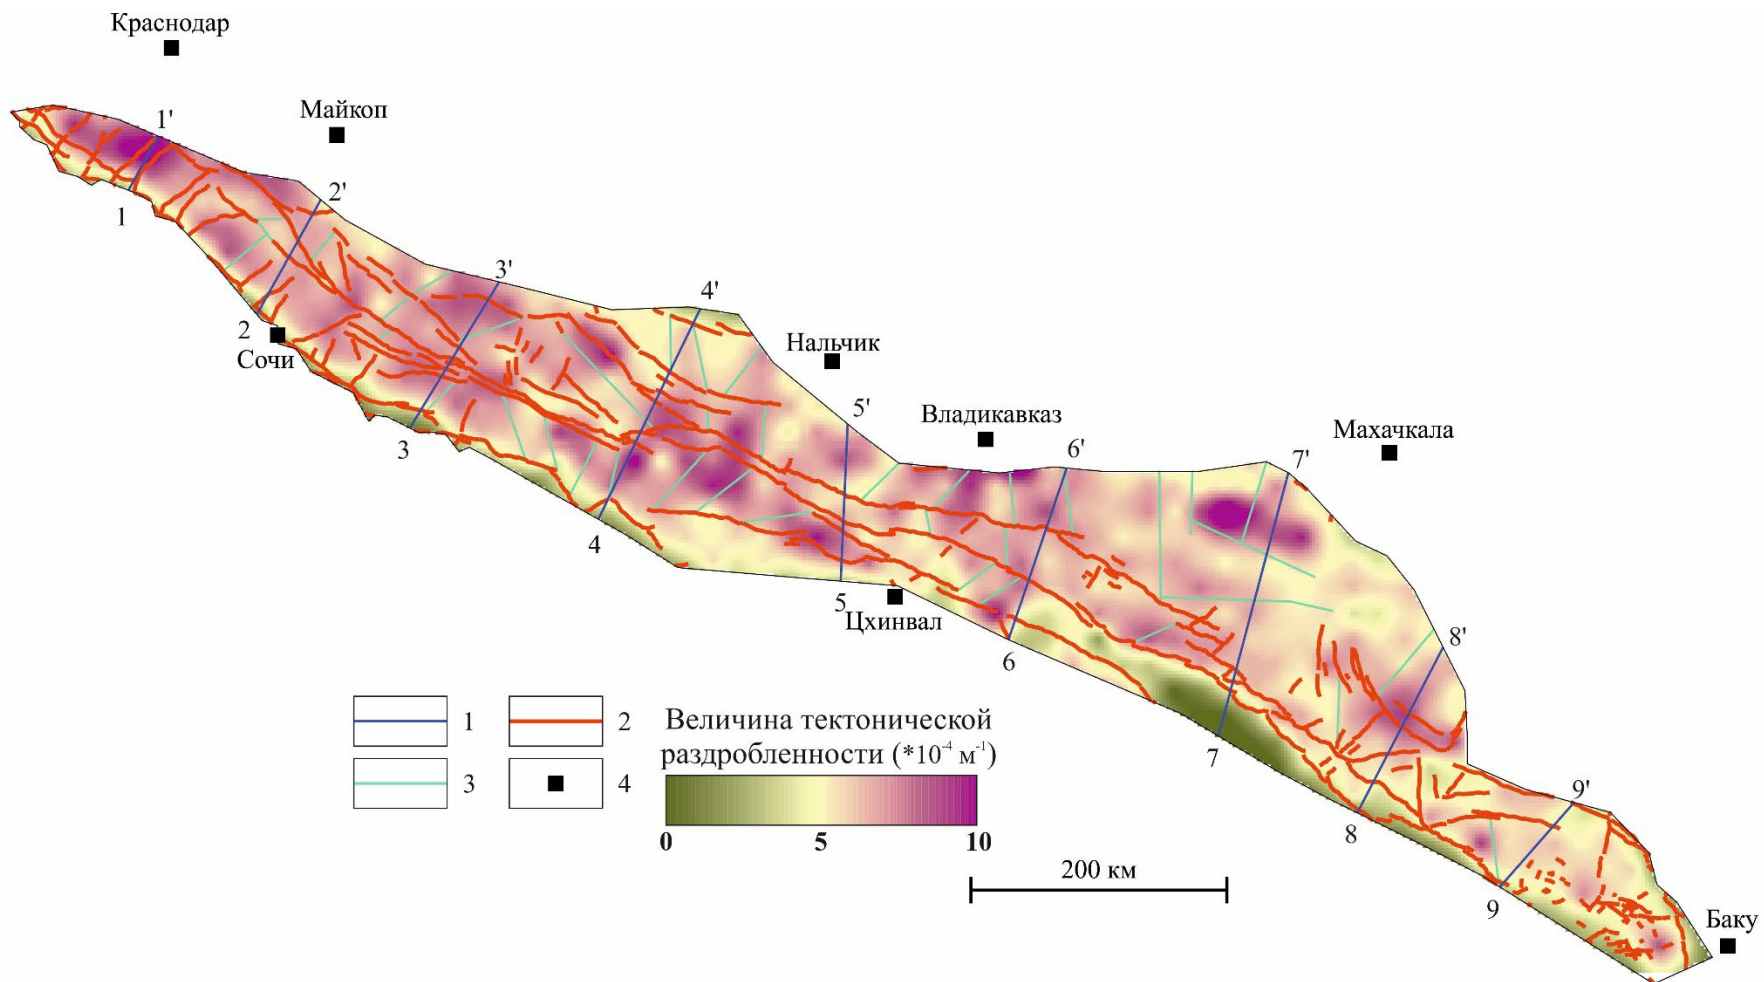 Краснодар
Майкоп
1'
1
2'
2
Сочи
3'
3
4'
4
Нальчик
5'
5
Владикавказ
6'
6
Цхинвал
Махачкала
7'
7
8'
8
9'
9
Баку
1
2
3
4
Величина тектонической
раздробленности (*10⁻⁴ м⁻¹)
0 5 10
200 км